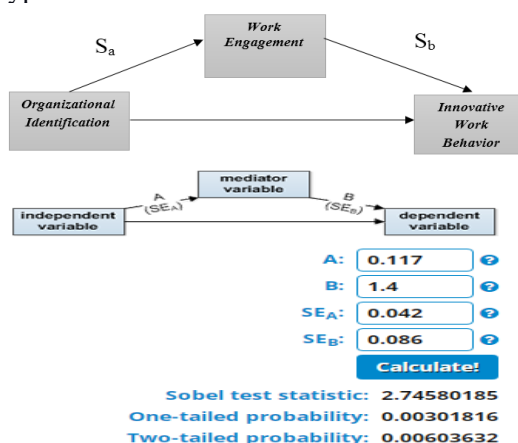 Work
Engagement
Sa
Sb
Organizational
Identification
Innovative
Work
Behavior
mediator
variable
A
(SEA)
B
(SEB)
independent
variable
dependent
variable
A: 0.117 ?
B: 1.4 ?
SEA: 0.042 ?
SEB: 0.086 ?
Calculate!
Sobel test statistic: 2.74580185
One-tailed probability: 0.00301816
Two-tailed probability: 0.00603632